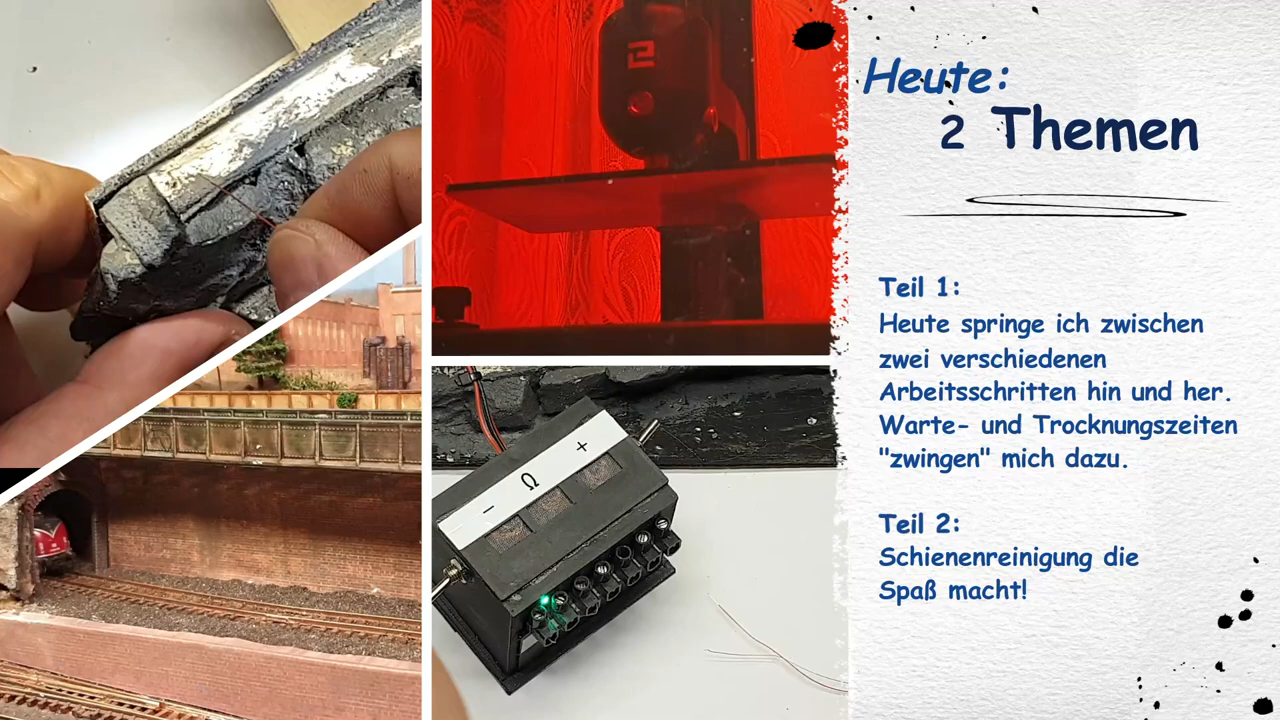 Heute:
2 Themen
Teil 1:
Heute springe ich zwischen
zwei verschiedenen
Arbeitsschritten hin und her.
Warte- und Trocknungszeiten
"zwingen" mich dazu.
Teil 2:
Schienenreinigung die
Spaß macht!
- Ω +